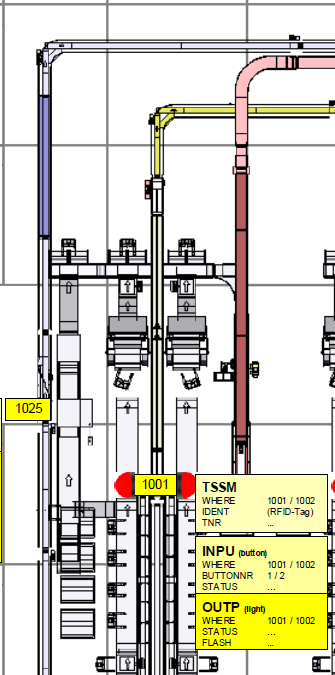 1025
1001
TSSM
WHERE 1001 / 1002
IDENT (RFID-Tag)
TNR ...
INPU (button)
WHERE 1001 / 1002
BUTTONNR 1 / 2
STATUS ...
OUTP (light)
WHERE 1001 / 1002
STATUS ...
FLASH ...